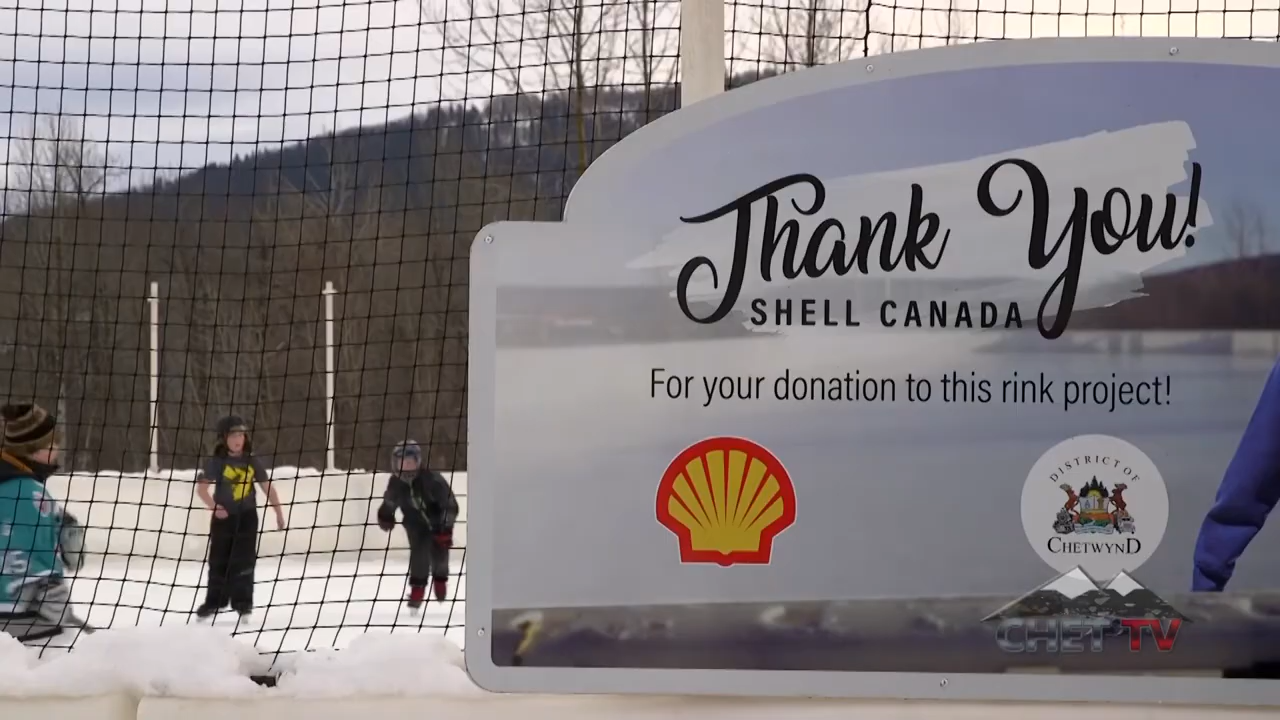 Thank You!
SHELL CANADA
For your donation to this rink project!
DISTRICT OF
CHETWYND
CHET TV